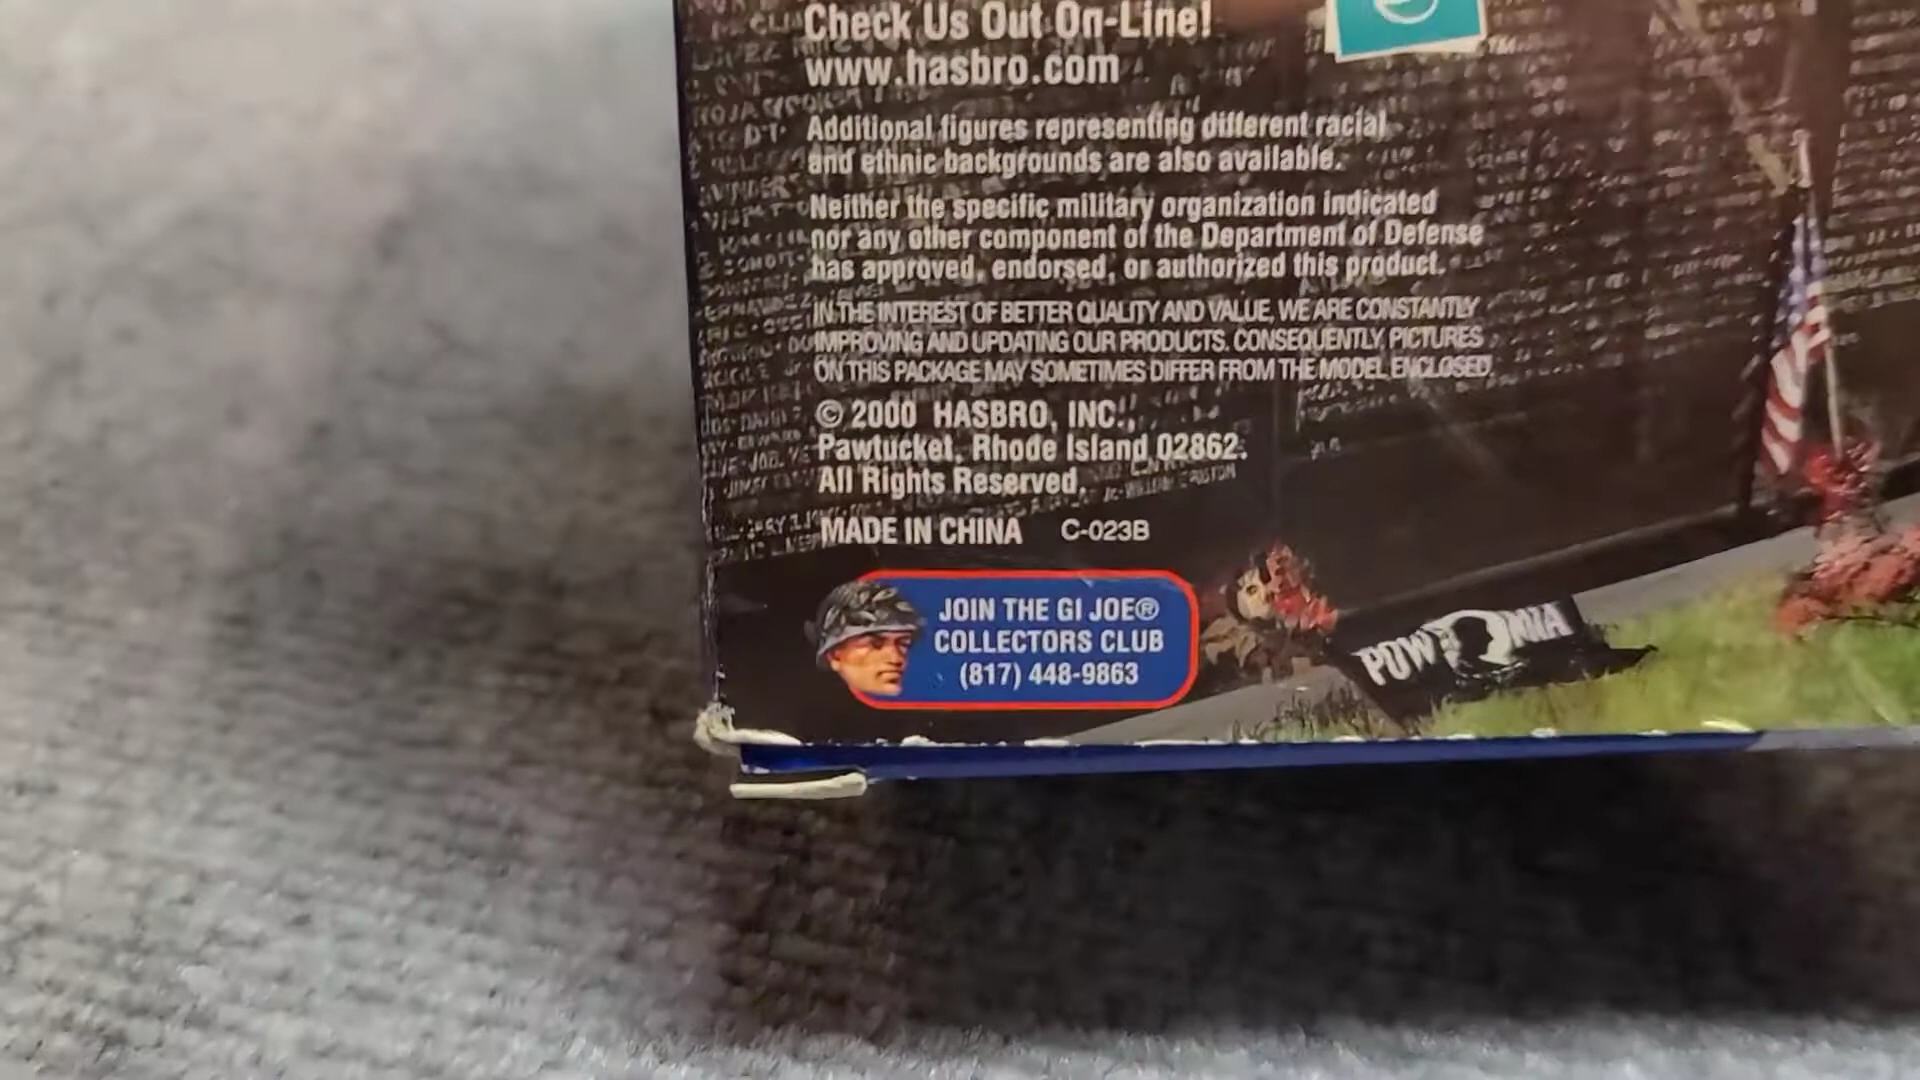 Check Us Out On-Line!
www.hasbro.com
TM
Additional figures representing different racial
and ethnic backgrounds are also available.
Neither the specific military organization indicated
nor any other component of the Department of Defense
has approved, endorsed, or authorized this product.
IN THE INTEREST OF BETTER QUALITY AND VALUE, WE ARE CONSTANTLY
IMPROVING AND UPDATING OUR PRODUCTS. CONSEQUENTLY, PICTURES
ON THIS PACKAGE MAY SOMETIMES DIFFER FROM THE MODEL ENCLOSED.
© 2000 HASBRO, INC.,
Pawtucket, Rhode Island 02862.
All Rights Reserved.
MADE IN CHINA C-023B
JOIN THE GI JOE®
COLLECTORS CLUB
(817) 448-9863
POW MIA